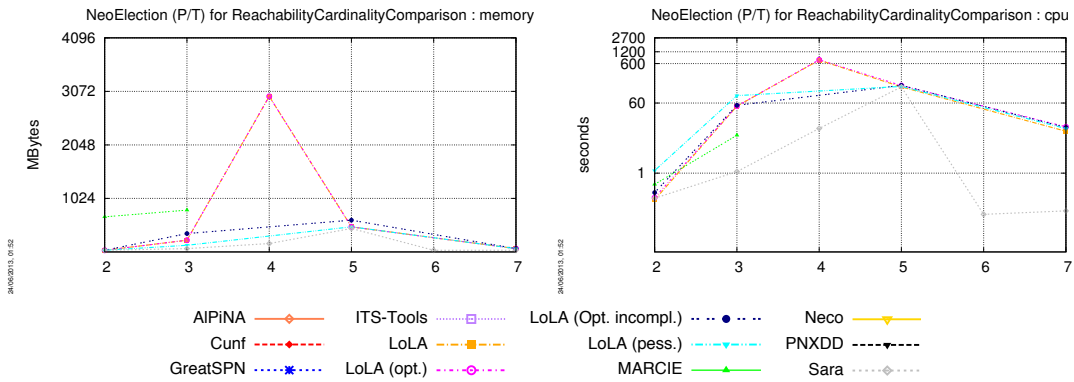 NeoElection (P/T) for ReachabilityCardinalityComparison : memory
4096
3072
2048
1024
MBytes
2 3 4 5 6 7
24/06/2013, 01:52
NeoElection (P/T) for ReachabilityCardinalityComparison : cpu
2700
1200
600
60
1
seconds
2 3 4 5 6 7
24/06/2013, 01:52
AlPiNA
Cunf
GreatSPN
ITS-Tools
LoLA
LoLA (opt.)
LoLA (Opt. incompl.)
LoLA (pess.)
MARCIE
Neco
PNXDD
Sara